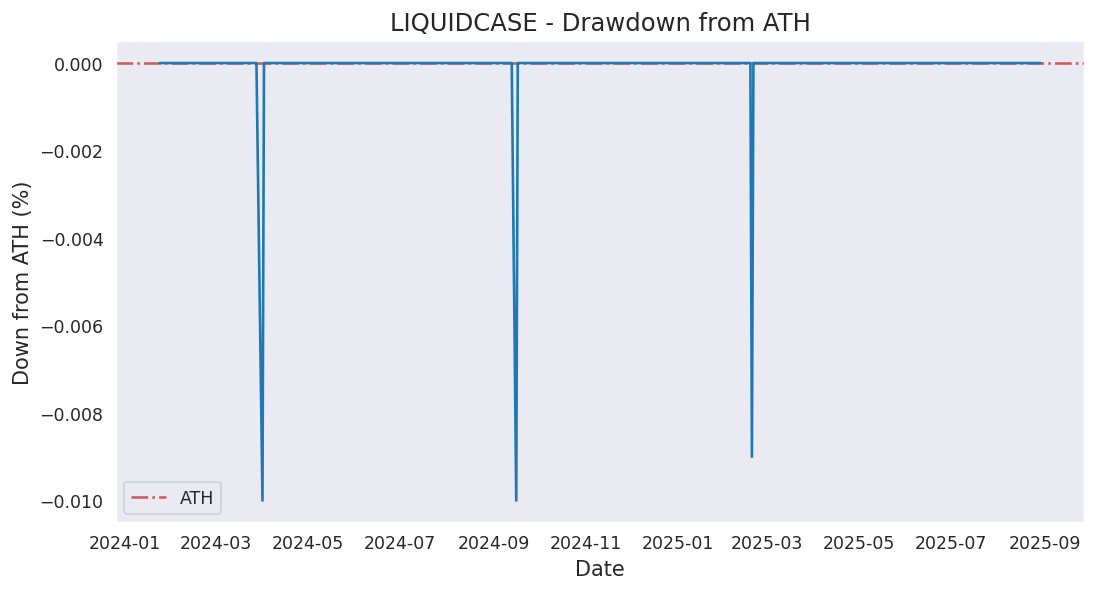 LIQUIDCASE - Drawdown from ATH
Down from ATH (%)
0.000
−0.002
−0.004
−0.006
−0.008
−0.010
ATH
2024-01 2024-03 2024-05 2024-07 2024-09 2024-11 2025-01 2025-03 2025-05 2025-07 2025-09
Date